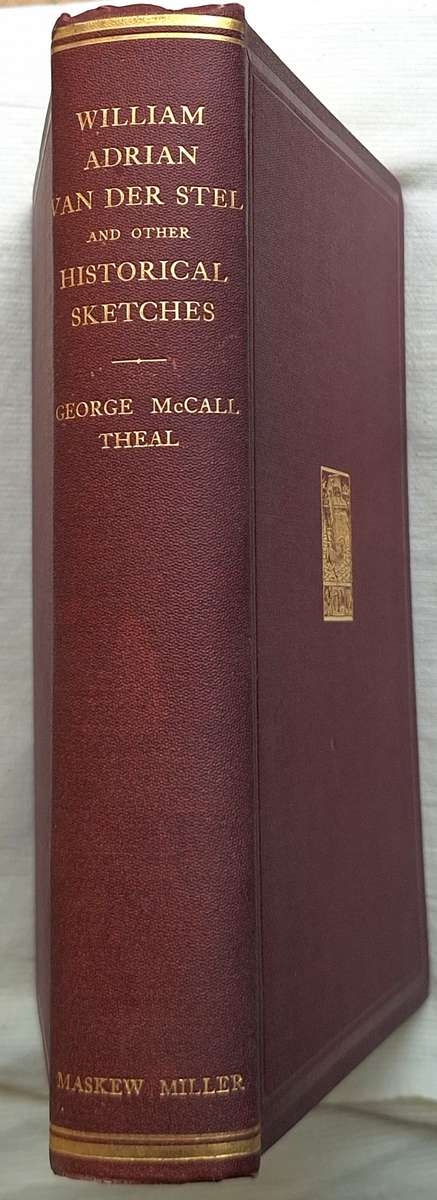 WILLIAM
ADRIAN
VAN DER STEL
AND OTHER
HISTORICAL
SKETCHES
GEORGE McCALL
THEAL
MASKEW MILLER